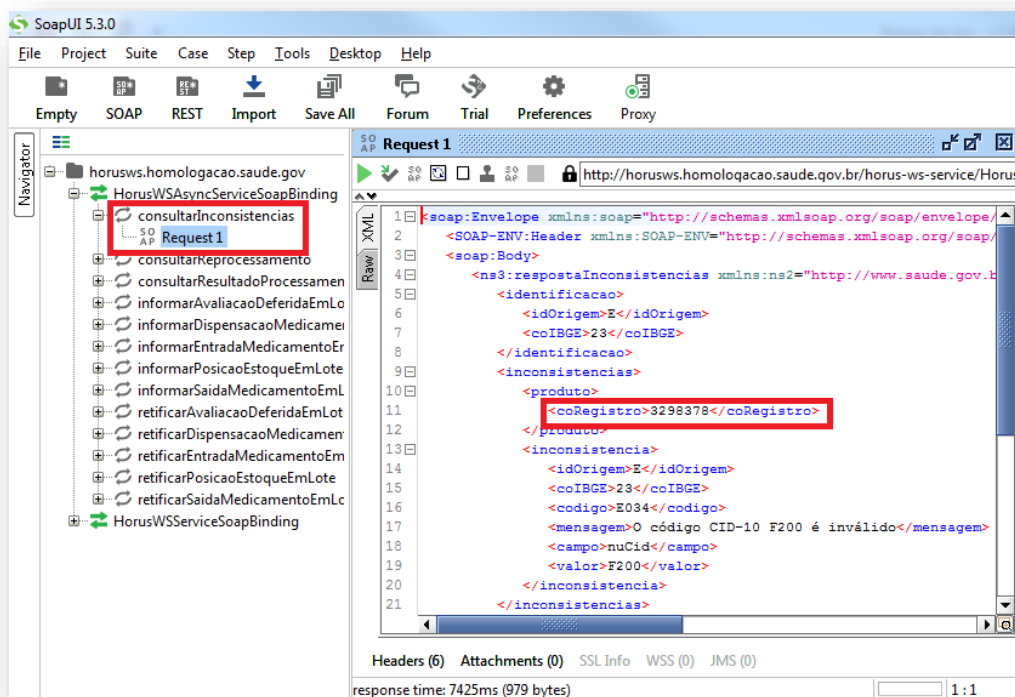 SoapUI 5.3.0
File Project Suite Case Step Tools Desktop Help
Empty SOAP REST Import Save All Forum Trial Preferences Proxy
Navigator
horusws.homologacao.saude.gov
HorusWSAsyncServiceSoapBinding
consultarInconsistencias
SOAP Request 1
consultarReprocessamento
consultarResultadoProcessamen
informarAvaliacaoDeferidaEmLo
informarDispensacaoMedicamei
informarEntradaMedicamentoEr
informarPosicaoEstoqueEmLote
informarSaidaMedicamentoEmL
retificarAvaliacaoDeferidaEmLot
retificarDispensacaoMedicamen
retificarEntradaMedicamentoEm
retificarPosicaoEstoqueEmLote
retificarSaidaMedicamentoEmLc
HorusWSServiceSoapBinding
SOAP Request 1
http://horusws.homologacao.saude.gov.br/horus-ws-service/Horus
XML
Raw
1 <soap:Envelope xmlns:soap="http://schemas.xmlsoap.org/soap/envelope/
2 <SOAP-ENV:Header xmlns:SOAP-ENV="http://schemas.xmlsoap.org/soap/
3 <soap:Body>
4 <ns3:respostaInconsistencias xmlns:ns2="http://www.saude.gov.b
5 <identificacao>
6 <idOrigem>E</idOrigem>
7 <coIBGE>23</coIBGE>
8 </identificacao>
9 <inconsistencias>
10 <produto>
11 <coRegistro>3298378</coRegistro>
12 </produto>
13 <inconsistencia>
14 <idOrigem>E</idOrigem>
15 <coIBGE>23</coIBGE>
16 <codigo>E034</codigo>
17 <mensagem>O código CID-10 F200 é inválido</mensagem>
18 <campo>nuCid</campo>
19 <valor>F200</valor>
20 </inconsistencia>
21 </inconsistencias>
Headers (6) Attachments (0) SSL Info WSS (0) JMS (0)
response time: 7425ms (979 bytes)
1 : 1